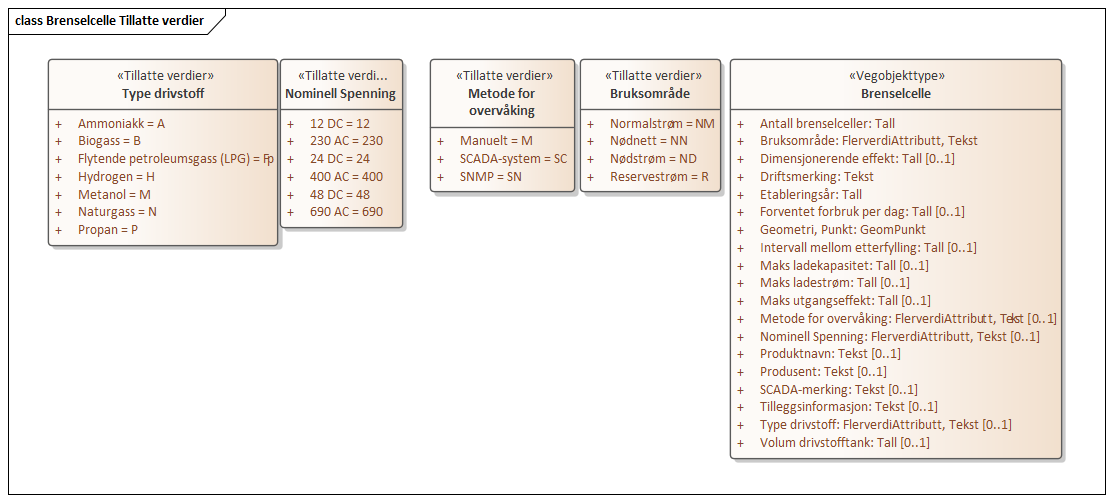 class Brenselcelle Tillatte verdier
«Tillatte verdier»
Type drivstoff
+ Ammoniakk = A
+ Biogass = B
+ Flytende petroleumsgass (LPG) = Fp
+ Hydrogen = H
+ Metanol = M
+ Naturgass = N
+ Propan = P
«Tillatte verdi...
Nominell Spenning
+ 12 DC = 12
+ 230 AC = 230
+ 24 DC = 24
+ 400 AC = 400
+ 48 DC = 48
+ 690 AC = 690
«Tillatte verdier»
Metode for
overvåking
+ Manuelt = M
+ SCADA-system = SC
+ SNMP = SN
«Tillatte verdier»
Bruksområde
+ Normalstrøm = NM
+ Nødnett = NN
+ Nødstrøm = ND
+ Reservestrøm = R
«Vegobjekttype»
Brenselcelle
+ Antall brenselceller: Tall
+ Bruksområde: FlerverdiAttributt, Tekst
+ Dimensjonerende effekt: Tall [0..1]
+ Driftsmerking: Tekst
+ Etableringsår: Tall
+ Forventet forbruk per dag: Tall [0..1]
+ Geometri, Punkt: GeomPunkt
+ Intervall mellom etterfylling: Tall [0..1]
+ Maks ladekapasitet: Tall [0..1]
+ Maks ladestrøm: Tall [0..1]
+ Maks utgangseffekt: Tall [0..1]
+ Metode for overvåking: FlerverdiAttributt, Tekst [0..1]
+ Nominell Spenning: FlerverdiAttributt, Tekst [0..1]
+ Produktnavn: Tekst [0..1]
+ Produsent: Tekst [0..1]
+ SCADA-merking: Tekst [0..1]
+ Tilleggsinformasjon: Tekst [0..1]
+ Type drivstoff: FlerverdiAttributt, Tekst [0..1]
+ Volum drivstofftank: Tall [0..1]